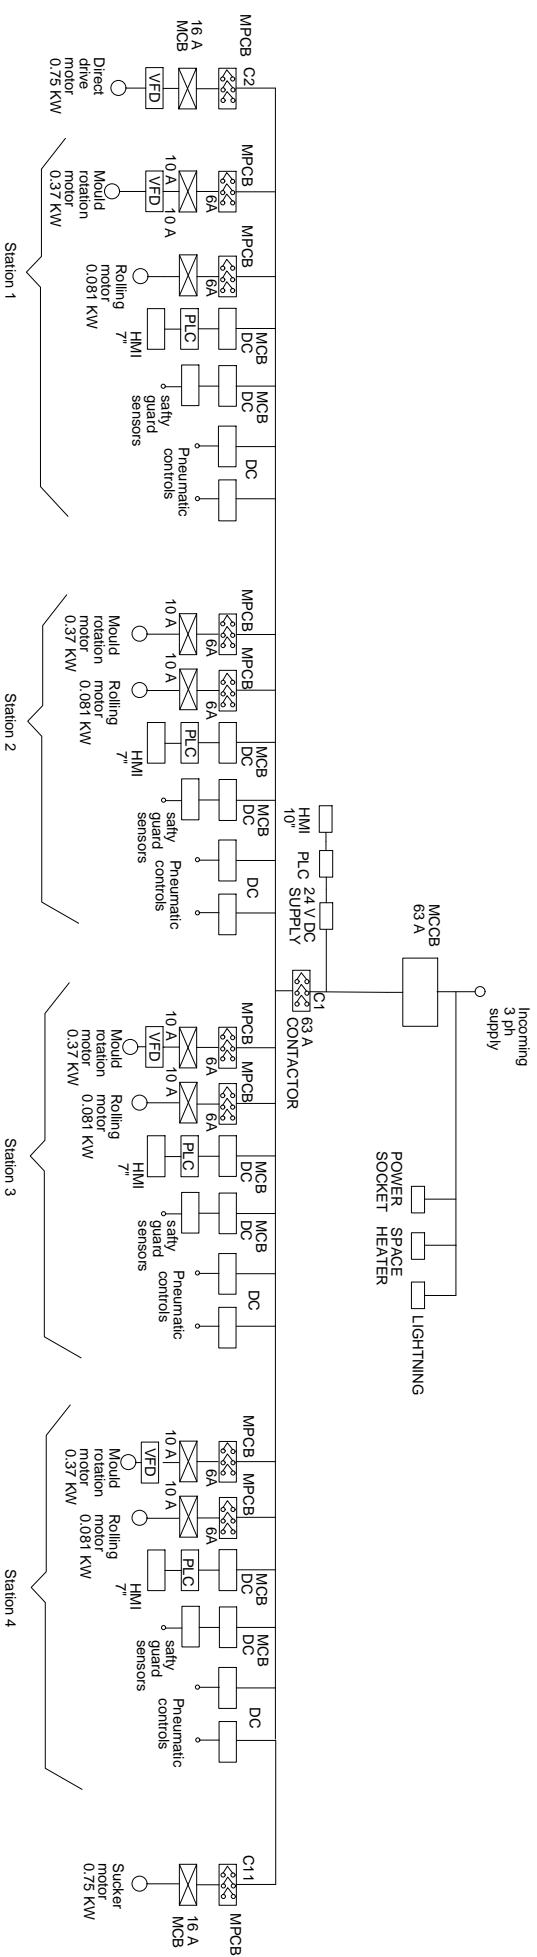 Incoming
3 ph
supply
MCCB
63 A
POWER
SOCKET
SPACE
HEATER
LIGHTNING
HMI
10"
PLC
24 V DC
SUPPLY
C1
63 A
CONTACTOR
MPCB
C2
16 A
MCB
VFD
Direct
drive
motor
0.75 KW
MPCB
6A
10 A
10 A
VFD
Mould
rotation
motor
0.37 KW
MPCB
6A
Rolling
motor
0.081 KW
MCB
DC
PLC
HMI
7"
MCB
DC
safty
guard
sensors
DC
Pneumatic
controls
Station 1
MPCB
6A
10 A
Mould
rotation
motor
0.37 KW
MPCB
6A
10 A
Rolling
motor
0.081 KW
MCB
DC
PLC
HMI
7"
MCB
DC
safty
guard
sensors
DC
Pneumatic
controls
Station 2
MPCB
6A
10 A
VFD
Mould
rotation
motor
0.37 KW
MPCB
6A
10 A
Rolling
motor
0.081 KW
MCB
DC
PLC
HMI
7"
MCB
DC
safty
guard
sensors
DC
Pneumatic
controls
Station 3
MPCB
6A
10 A
VFD
Mould
rotation
motor
0.37 KW
MPCB
6A
10 A
Rolling
motor
0.081 KW
MCB
DC
PLC
HMI
7"
MCB
DC
safty
guard
sensors
DC
Pneumatic
controls
Station 4
C11
MPCB
16 A
MCB
Sucker
motor
0.75 KW